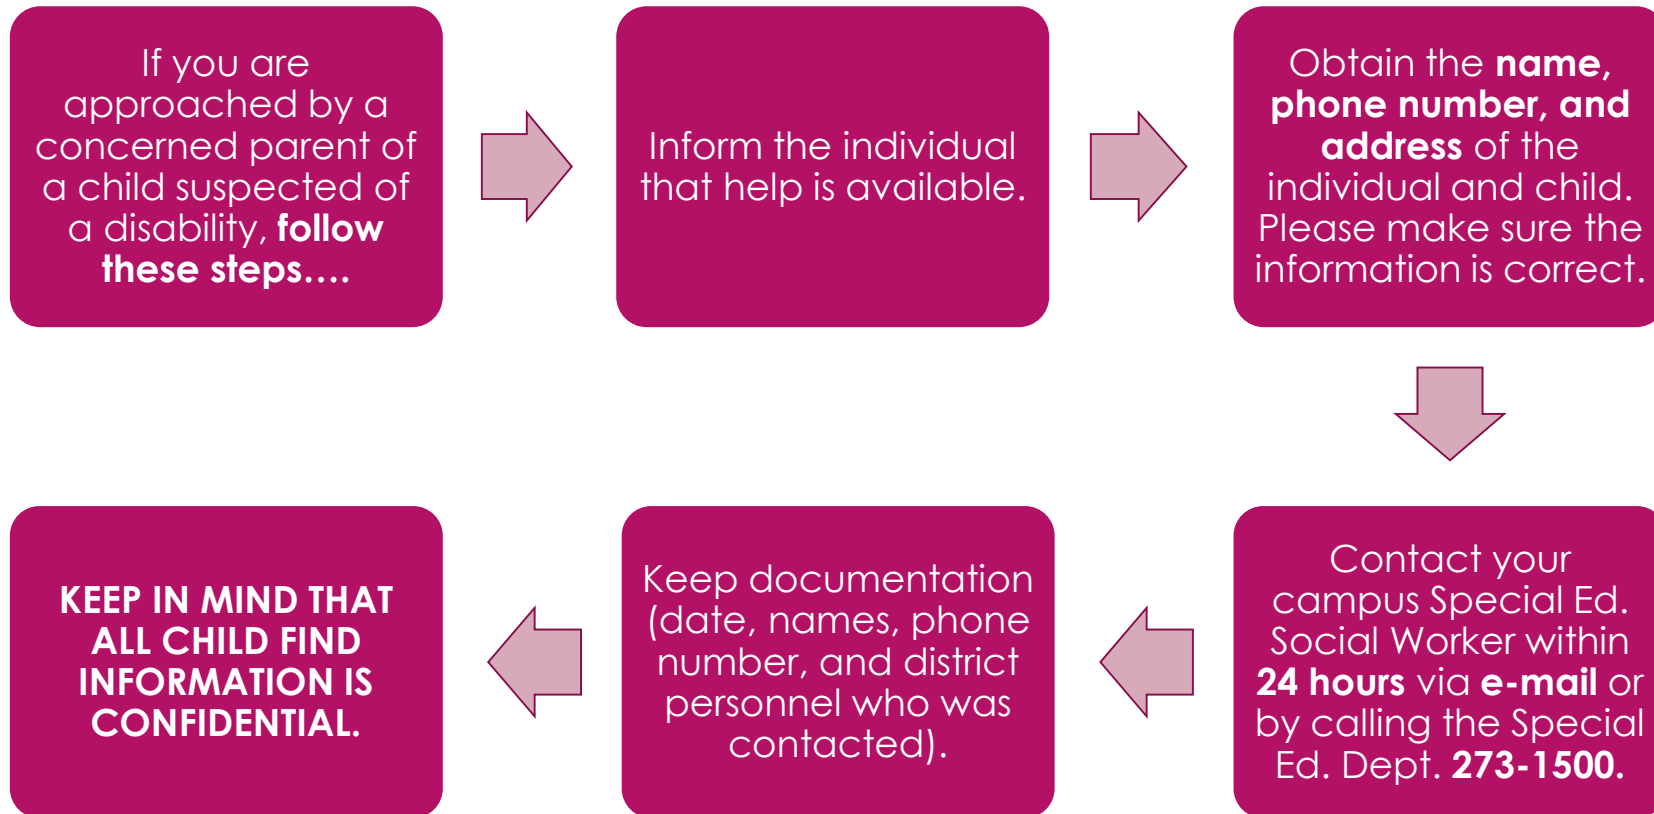 If you are
approached by a
concerned parent of
a child suspected of
a disability, follow
these steps….
Inform the individual
that help is available.
Obtain the name,
phone number, and
address of the
individual and child.
Please make sure the
information is correct.
Contact your
campus Special Ed.
Social Worker within
24 hours via e-mail or
by calling the Special
Ed. Dept. 273-1500.
Keep documentation
(date, names, phone
number, and district
personnel who was
contacted).
KEEP IN MIND THAT
ALL CHILD FIND
INFORMATION IS
CONFIDENTIAL.